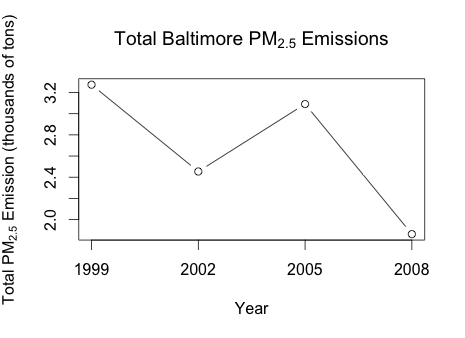 Total Baltimore PM2.5 Emissions
Total PM2.5 Emission (thousands of tons)
3.2
2.8
2.4
2.0
1999 2002 2005 2008
Year